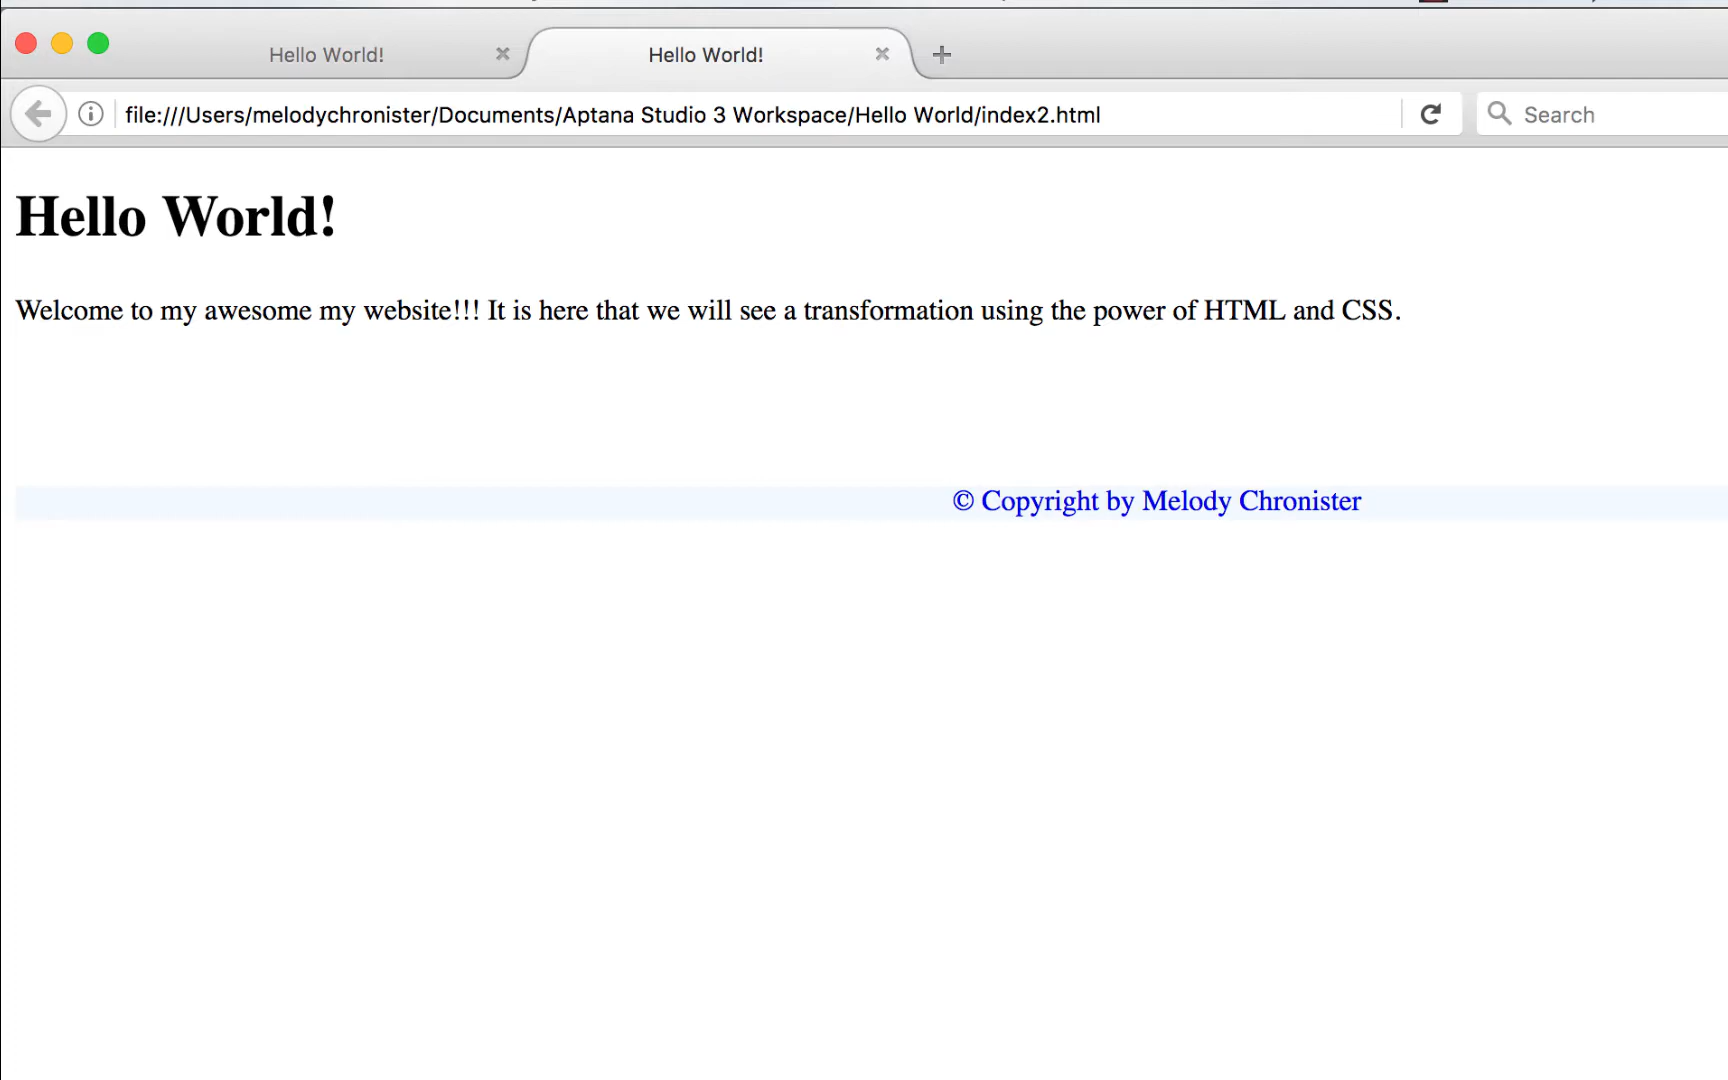 Hello World!
Hello World!
file:///Users/melodychronister/Documents/Aptana Studio 3 Workspace/Hello World/index2.html
Search
Hello World!
Welcome to my awesome my website!!! It is here that we will see a transformation using the power of HTML and CSS.
© Copyright by Melody Chronister